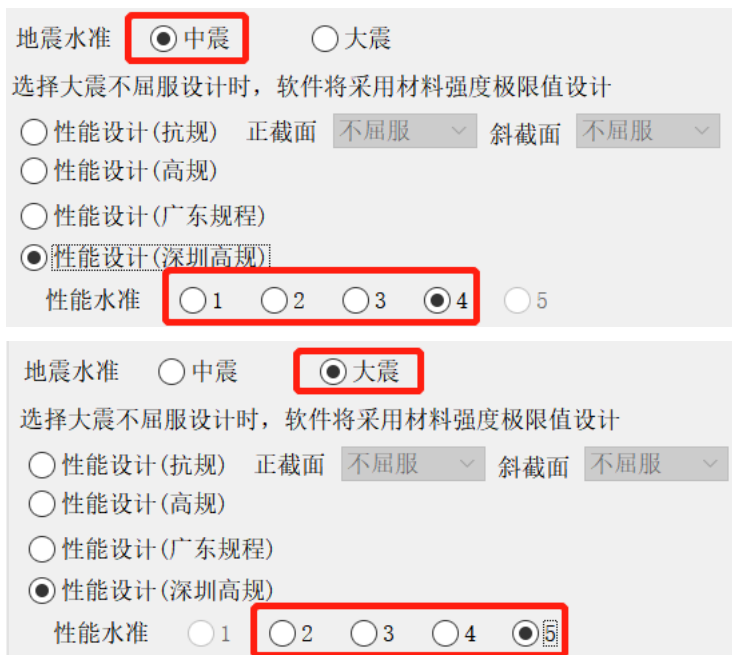 地震水准 中震 大震
选择大震不屈服设计时，软件将采用材料强度极限值设计
性能设计(抗规) 正截面 不屈服 斜截面 不屈服
性能设计(高规)
性能设计(广东规程)
性能设计(深圳高规)
性能水准 1 2 3 4 5
地震水准 中震 大震
选择大震不屈服设计时，软件将采用材料强度极限值设计
性能设计(抗规) 正截面 不屈服 斜截面 不屈服
性能设计(高规)
性能设计(广东规程)
性能设计(深圳高规)
性能水准 1 2 3 4 5